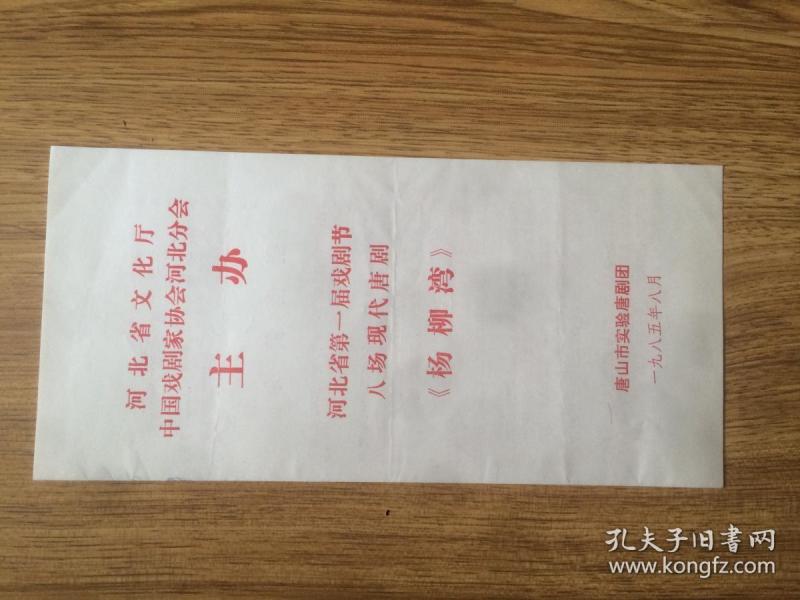 河北省文化厅
中国戏剧家协会河北分会
主办
河北省第一届戏剧节
八场现代唐剧
《杨柳湾》
唐山市实验唐剧团
一九八五年八月
孔夫子旧書网
www.kongfz.com